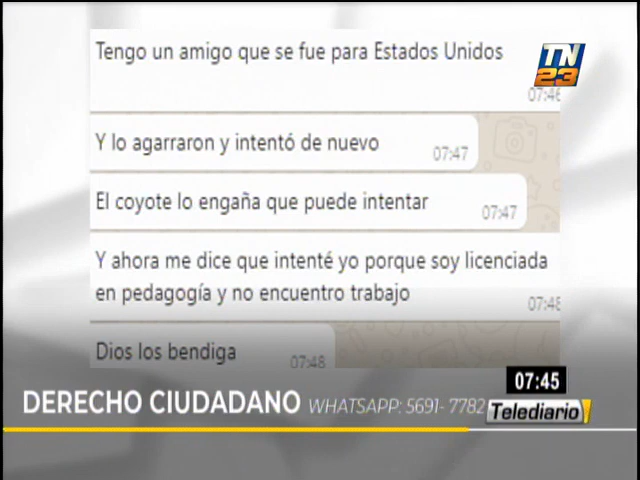 Tengo un amigo que se fue para Estados Unidos
TN
23
07:46
Y lo agarraron y intentó de nuevo
07:47
El coyote lo engaña que puede intentar
07:47
Y ahora me dice que intenté yo porque soy licenciada
en pedagogía y no encuentro trabajo
07:48
Dios los bendiga
07:48
07:45
DERECHO CIUDADANO WHATSAPP: 5691- 7782
Telediario